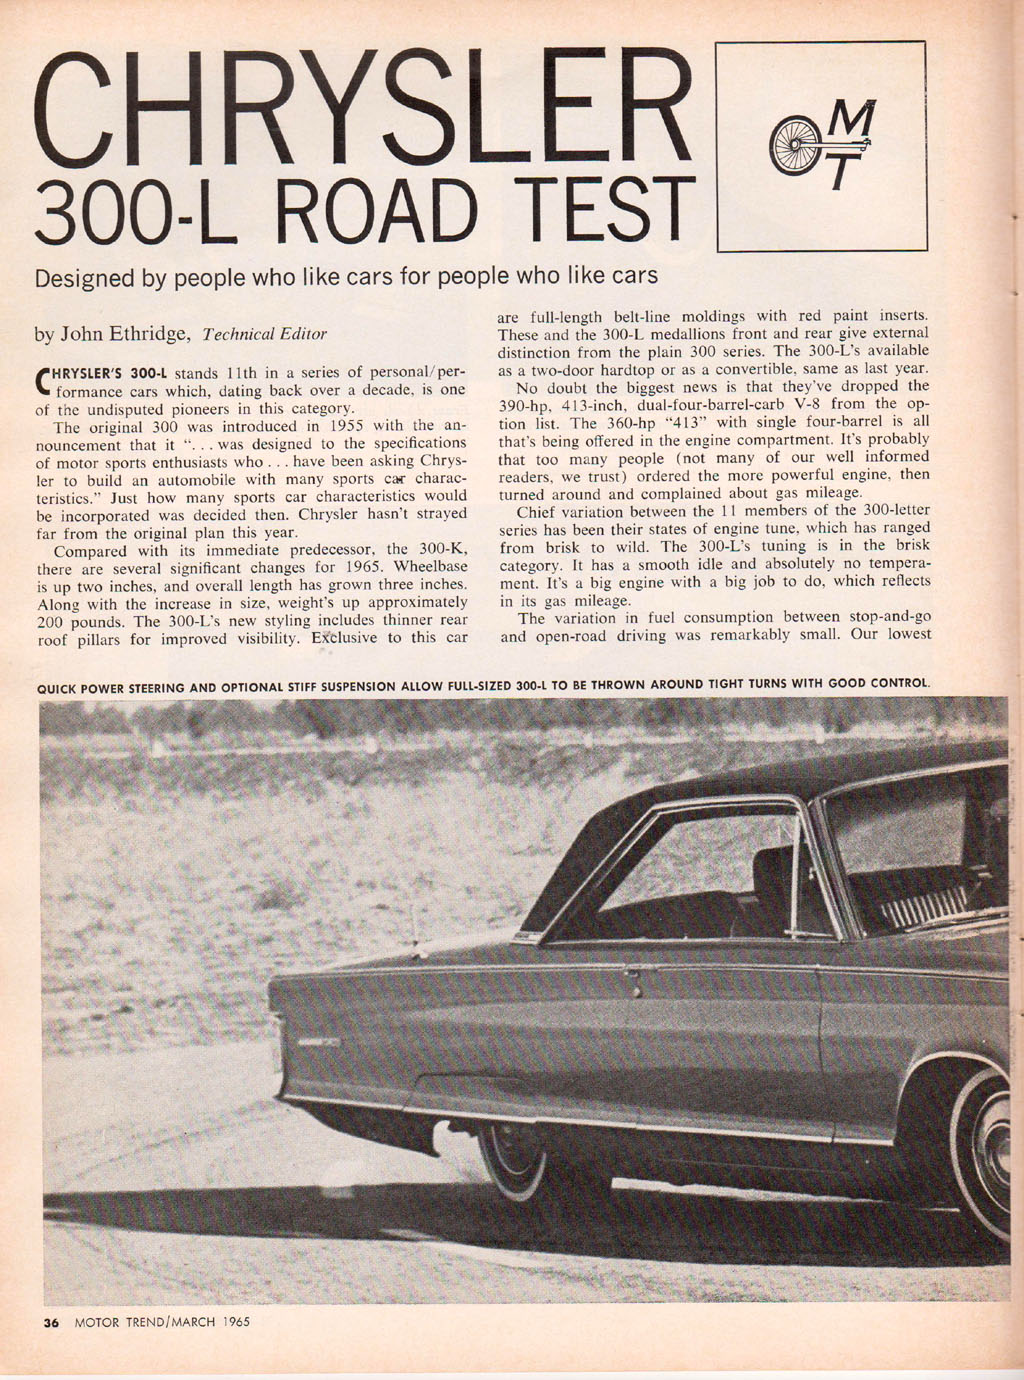 CHRYSLER
300-L ROAD TEST
M
T
Designed by people who like cars for people who like cars
by John Ethridge, Technical Editor
CHRYSLER'S 300-L stands 11th in a series of personal/per-
formance cars which, dating back over a decade, is one
of the undisputed pioneers in this category.
The original 300 was introduced in 1955 with the an-
nouncement that it ". . . was designed to the specifications
of motor sports enthusiasts who . . . have been asking Chrys-
ler to build an automobile with many sports car charac-
teristics." Just how many sports car characteristics would
be incorporated was decided then. Chrysler hasn't strayed
far from the original plan this year.
Compared with its immediate predecessor, the 300-K,
there are several significant changes for 1965. Wheelbase
is up two inches, and overall length has grown three inches.
Along with the increase in size, weight's up approximately
200 pounds. The 300-L's new styling includes thinner rear
roof pillars for improved visibility. Exclusive to this car
are full-length belt-line moldings with red paint inserts.
These and the 300-L medallions front and rear give external
distinction from the plain 300 series. The 300-L's available
as a two-door hardtop or as a convertible, same as last year.
No doubt the biggest news is that they've dropped the
390-hp, 413-inch, dual-four-barrel-carb V-8 from the op-
tion list. The 360-hp "413" with single four-barrel is all
that's being offered in the engine compartment. It's probably
that too many people (not many of our well informed
readers, we trust) ordered the more powerful engine, then
turned around and complained about gas mileage.
Chief variation between the 11 members of the 300-letter
series has been their states of engine tune, which has ranged
from brisk to wild. The 300-L's tuning is in the brisk
category. It has a smooth idle and absolutely no tempera-
ment. It's a big engine with a big job to do, which reflects
in its gas mileage.
The variation in fuel consumption between stop-and-go
and open-road driving was remarkably small. Our lowest
QUICK POWER STEERING AND OPTIONAL STIFF SUSPENSION ALLOW FULL-SIZED 300-L TO BE THROWN AROUND TIGHT TURNS WITH GOOD CONTROL.
36 MOTOR TREND/MARCH 1965